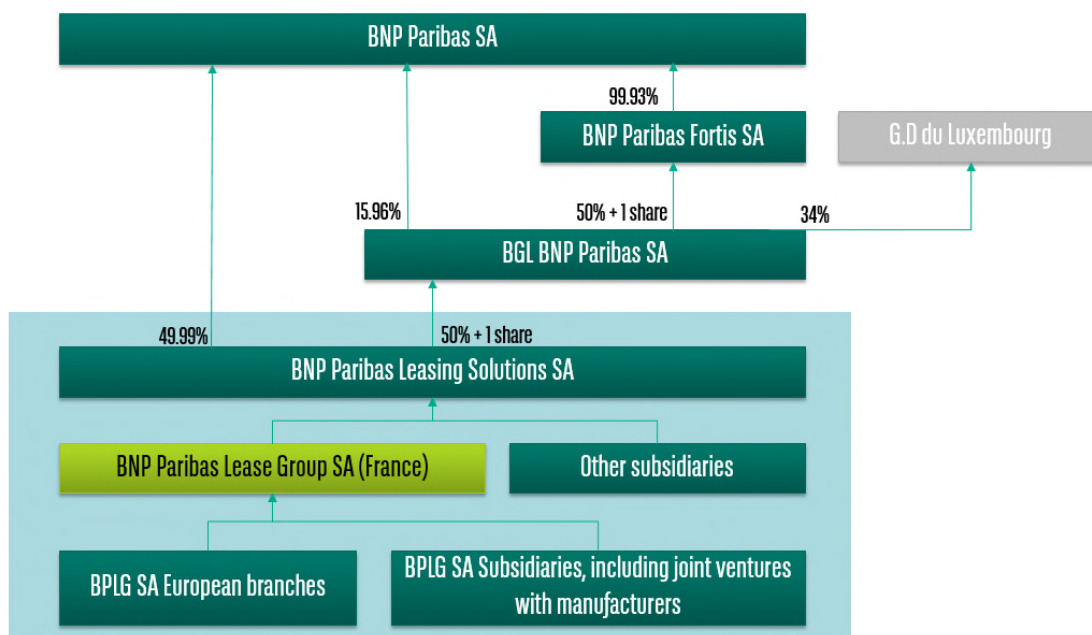 BNP Paribas SA
99.93%
BNP Paribas Fortis SA
G.D du Luxembourg
15.96%
50% + 1 share
34%
BGL BNP Paribas SA
49.99%
50% + 1 share
BNP Paribas Leasing Solutions SA
BNP Paribas Lease Group SA (France)
Other subsidiaries
BPLG SA European branches
BPLG SA Subsidiaries, including joint ventures
with manufacturers